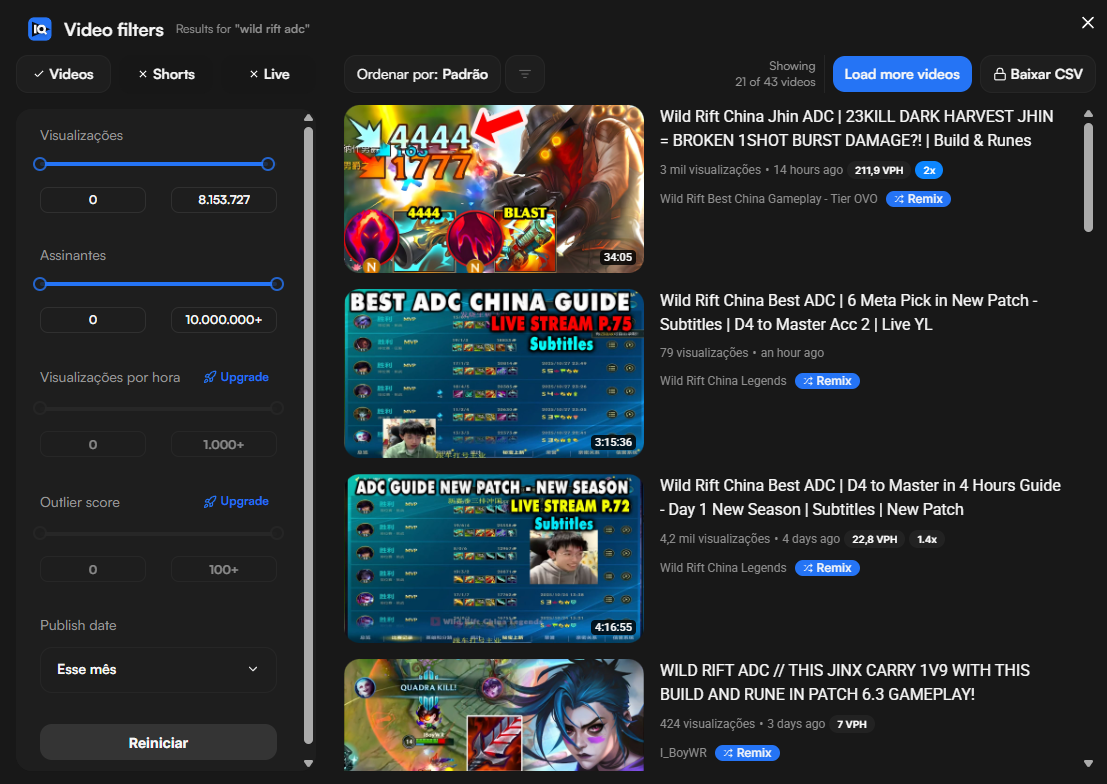 iQ Video filters Results for "wild rift adc"
Videos
Shorts
Live
Ordenar por: Padrão
Showing
21 of 43 videos
Load more videos
Baixar CSV
Visualizações
0 8.153.727
Assinantes
0 10.000.000+
Visualizações por hora Upgrade
0 1.000+
Outlier score Upgrade
0 100+
Publish date
Esse mês
Reiniciar
4444
1777
4444 BLAST
N N
34:05
Wild Rift China Jhin ADC | 23KILL DARK HARVEST JHIN
= BROKEN 1SHOT BURST DAMAGE?! | Build & Runes
3 mil visualizações • 14 hours ago 211,9 VPH 2x
Wild Rift Best China Gameplay - Tier OVO Remix
BEST ADC CHINA GUIDE
LIVE STREAM P.75
Subtitles
3:15:36
Wild Rift China Best ADC | 6 Meta Pick in New Patch -
Subtitles | D4 to Master Acc 2 | Live YL
79 visualizações • an hour ago
Wild Rift China Legends Remix
ADC GUIDE NEW PATCH - NEW SEASON
LIVE STREAM P.72
Subtitles
Wild Rift China Legends
4:16:55
Wild Rift China Best ADC | D4 to Master in 4 Hours Guide
- Day 1 New Season | Subtitles | New Patch
4,2 mil visualizações • 4 days ago 22,8 VPH 1.4x
Wild Rift China Legends Remix
QUADRA KILL!
WILD RIFT ADC // THIS JINX CARRY 1V9 WITH THIS
BUILD AND RUNE IN PATCH 6.3 GAMEPLAY!
424 visualizações • 3 days ago 7 VPH
I_BoyWR Remix